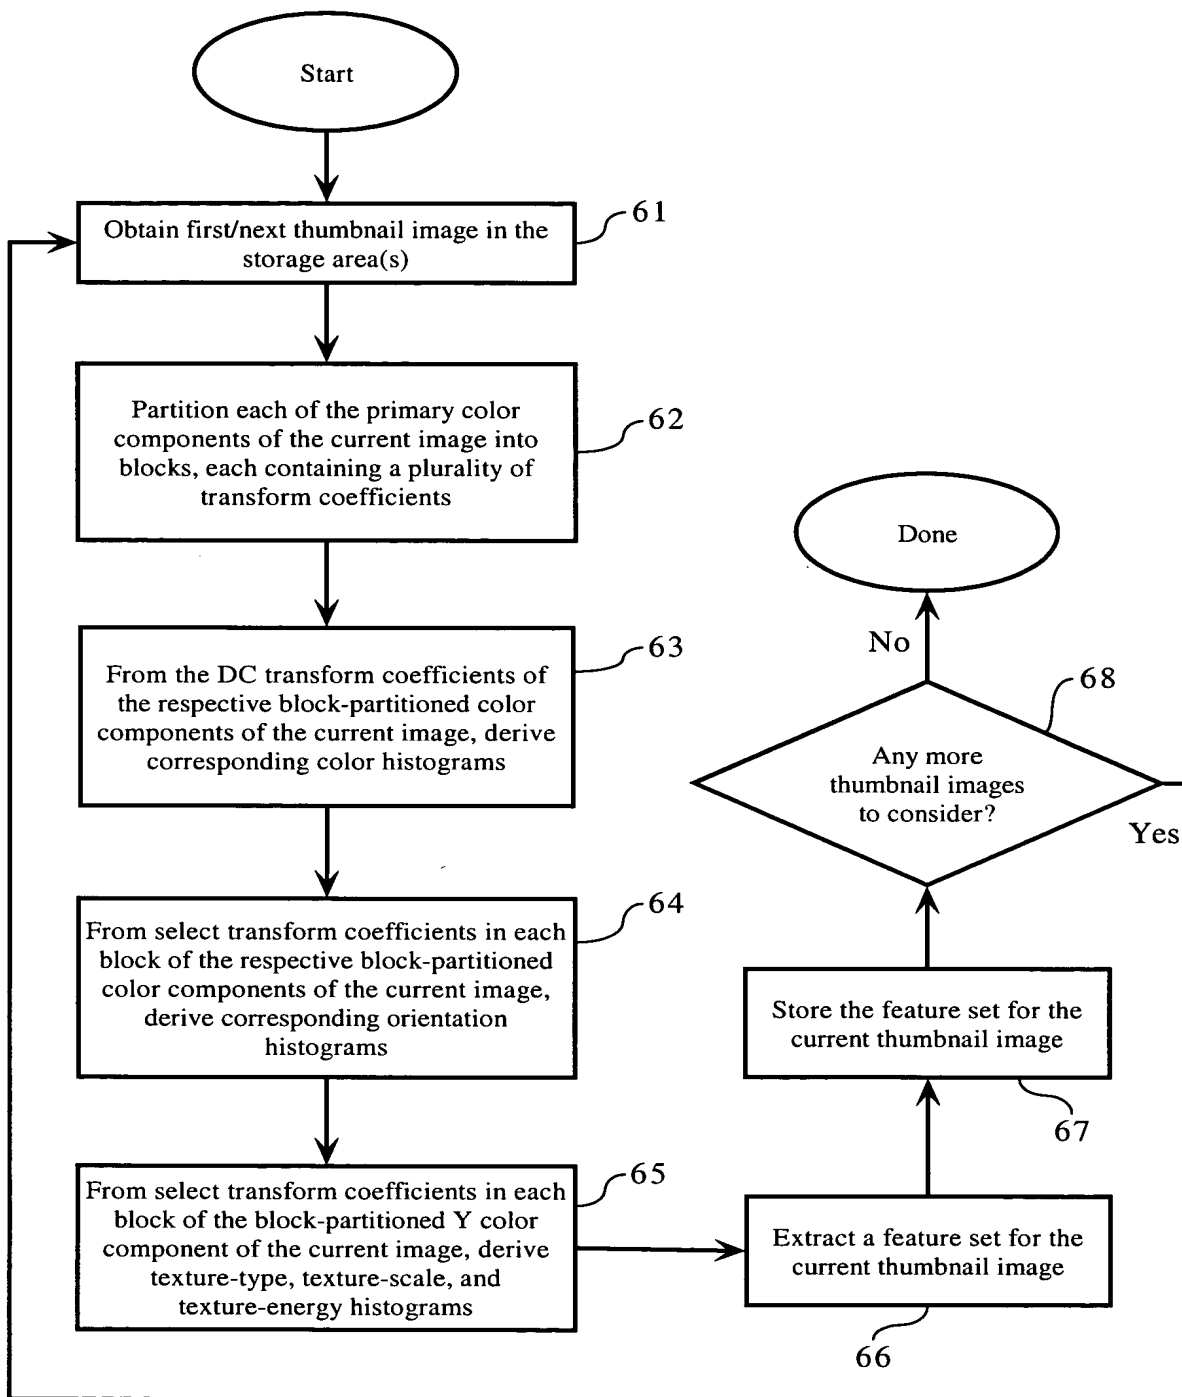 Start
Obtain first/next thumbnail image in the
storage area(s)
61
Partition each of the primary color
components of the current image into
blocks, each containing a plurality of
transform coefficients
62
From the DC transform coefficients of
the respective block-partitioned color
components of the current image, derive
corresponding color histograms
63
From select transform coefficients in each
block of the respective block-partitioned
color components of the current image,
derive corresponding orientation
histograms
64
From select transform coefficients in each
block of the block-partitioned Y color
component of the current image, derive
texture-type, texture-scale, and
texture-energy histograms
65
Extract a feature set for the
current thumbnail image
66
Store the feature set for the
current thumbnail image
67
Any more
thumbnail images
to consider?
68
Yes
No
Done